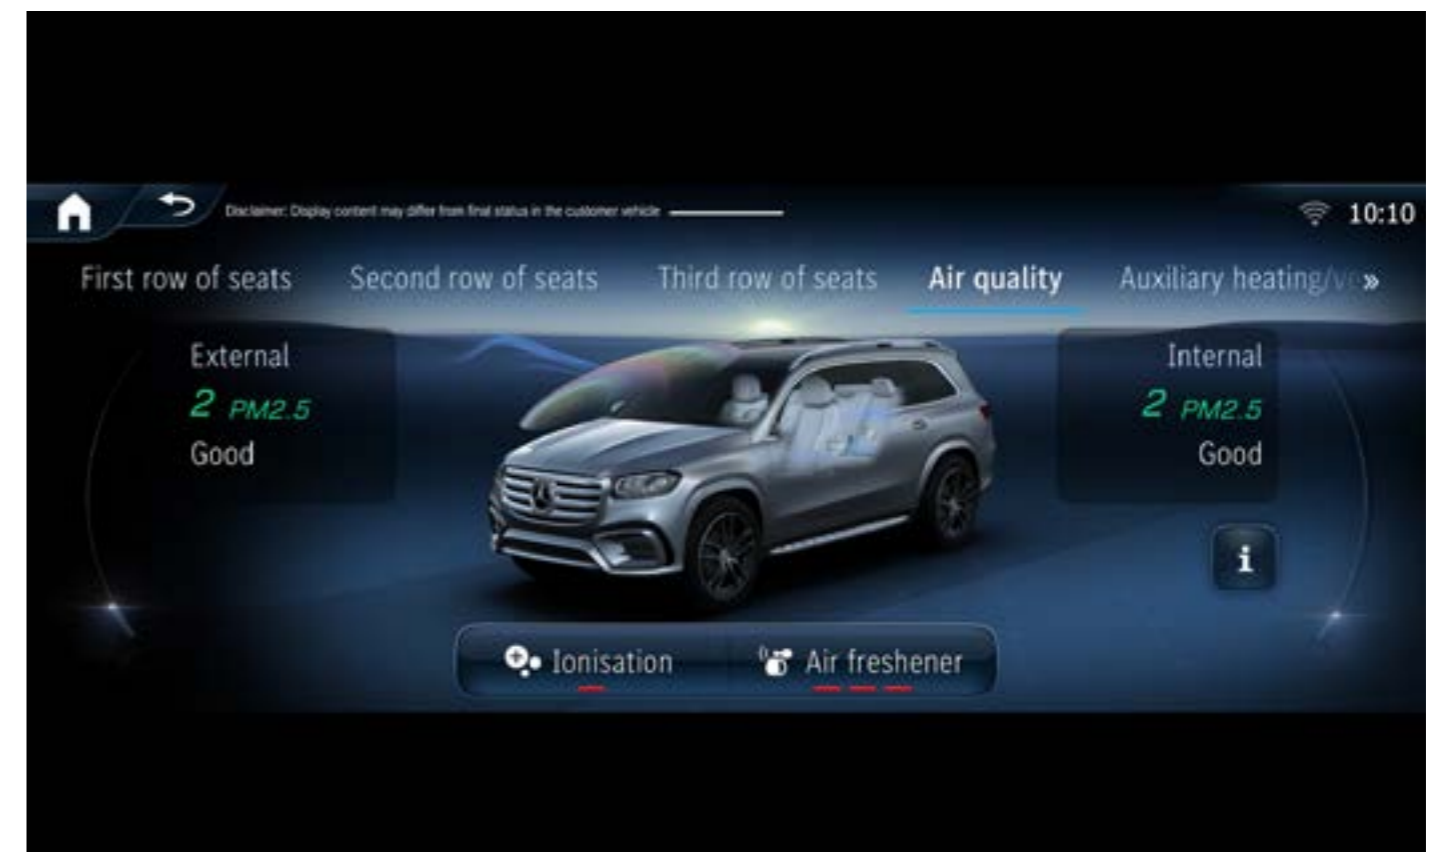 Disclaimer: Display content may differ from final status in the customer vehicle
10:10
First row of seats
Second row of seats
Third row of seats
Air quality
Auxiliary heating/
External
2 PM2.5
Good
Internal
2 PM2.5
Good
i
Ionisation
Air freshener